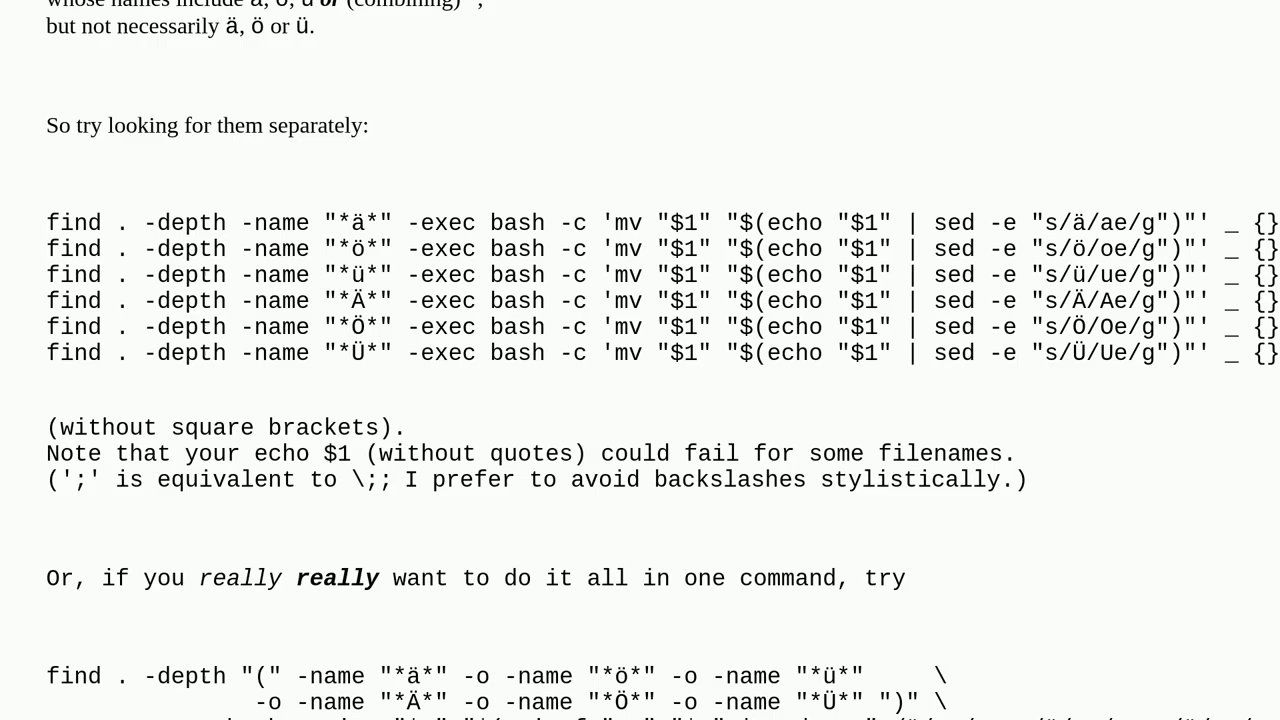 but not necessarily ä, ö or ü.
So try looking for them separately:
find . -depth -name "*ä*" -exec bash -c 'mv "$1" "$(echo "$1" | sed -e "s/ä/ae/g")"' _ {}
find . -depth -name "*ö*" -exec bash -c 'mv "$1" "$(echo "$1" | sed -e "s/ö/oe/g")"' _ {}
find . -depth -name "*ü*" -exec bash -c 'mv "$1" "$(echo "$1" | sed -e "s/ü/ue/g")"' _ {}
find . -depth -name "*Ä*" -exec bash -c 'mv "$1" "$(echo "$1" | sed -e "s/Ä/Ae/g")"' _ {}
find . -depth -name "*Ö*" -exec bash -c 'mv "$1" "$(echo "$1" | sed -e "s/Ö/Oe/g")"' _ {}
find . -depth -name "*Ü*" -exec bash -c 'mv "$1" "$(echo "$1" | sed -e "s/Ü/Ue/g")"' _ {}
(without square brackets).
Note that your echo $1 (without quotes) could fail for some filenames.
(';' is equivalent to \;; I prefer to avoid backslashes stylistically.)
Or, if you really really want to do it all in one command, try
find . -depth "(" -name "*ä*" -o -name "*ö*" -o -name "*ü*"     \
-o -name "*Ä*" -o -name "*Ö*" -o -name "*Ü*" ")" \